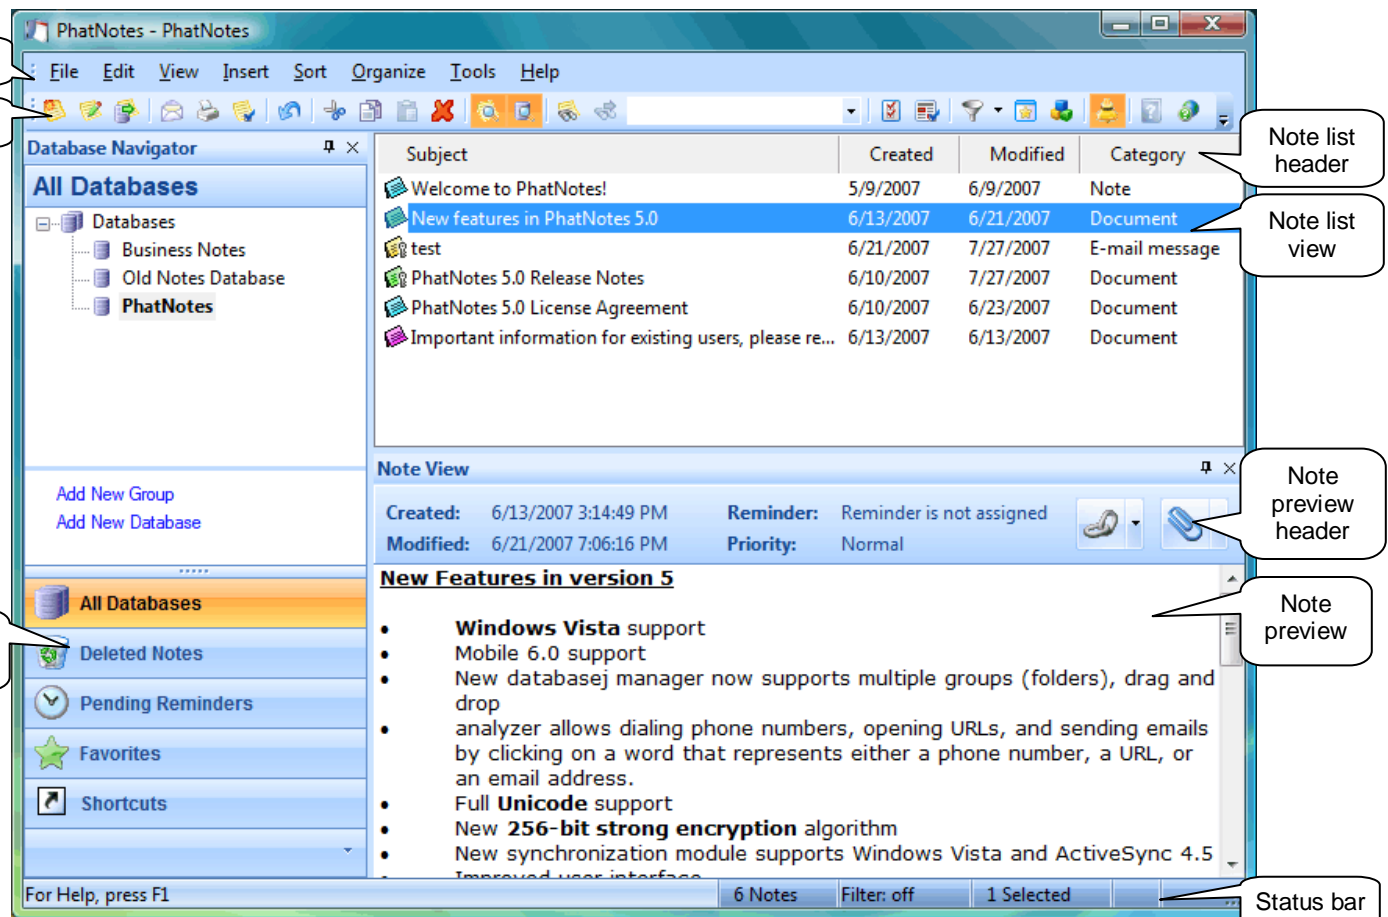 PhatNotes - PhatNotes
File Edit View Insert Sort Organize Tools Help
Database Navigator
All Databases
Databases
Business Notes
Old Notes Database
PhatNotes
Add New Group
Add New Database
All Databases
Deleted Notes
Pending Reminders
Favorites
Shortcuts
Subject Created Modified Category
Welcome to PhatNotes! 5/9/2007 6/9/2007 Note
New features in PhatNotes 5.0 6/13/2007 6/21/2007 Document
test 6/21/2007 7/27/2007 E-mail message
PhatNotes 5.0 Release Notes 6/10/2007 7/27/2007 Document
PhatNotes 5.0 License Agreement 6/10/2007 6/23/2007 Document
Important information for existing users, please re... 6/13/2007 6/13/2007 Document
Note View
Created: 6/13/2007 3:14:49 PM Reminder: Reminder is not assigned
Modified: 6/21/2007 7:06:16 PM Priority: Normal
New Features in version 5
• Windows Vista support
• Mobile 6.0 support
• New databasej manager now supports multiple groups (folders), drag and
drop
• analyzer allows dialing phone numbers, opening URLs, and sending emails
by clicking on a word that represents either a phone number, a URL, or
an email address.
• Full Unicode support
• New 256-bit strong encryption algorithm
• New synchronization module supports Windows Vista and ActiveSync 4.5
• Improved user interface
For Help, press F1 6 Notes Filter: off 1 Selected
Note list
header
Note list
view
Note
preview
header
Note
preview
Status bar